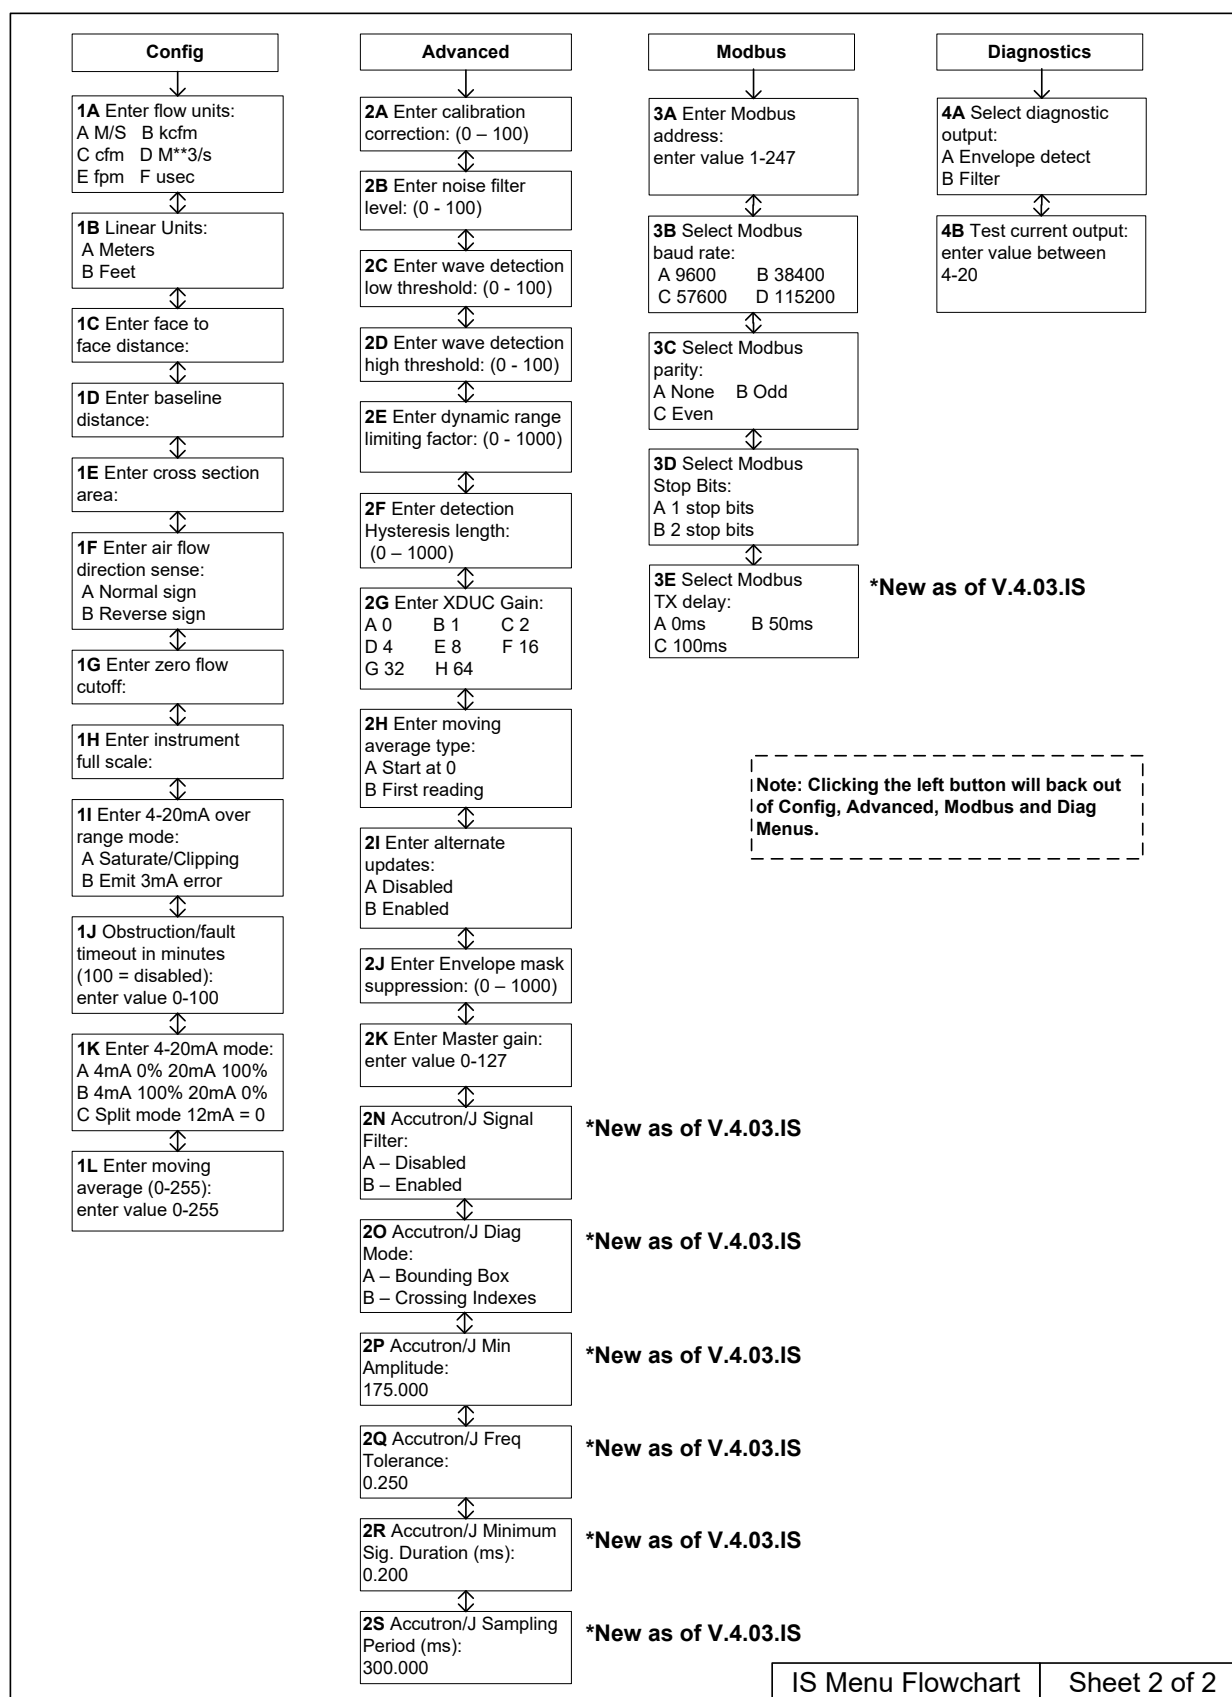 Config
1A Enter flow units:
A M/S B kcfm
C cfm D M**3/s
E fpm F usec
1B Linear Units:
A Meters
B Feet
1C Enter face to
face distance:
1D Enter baseline
distance:
1E Enter cross section
area:
1F Enter air flow
direction sense:
A Normal sign
B Reverse sign
1G Enter zero flow
cutoff:
1H Enter instrument
full scale:
1I Enter 4-20mA over
range mode:
A Saturate/Clipping
B Emit 3mA error
1J Obstruction/fault
timeout in minutes
(100 = disabled):
enter value 0-100
1K Enter 4-20mA mode:
A 4mA 0% 20mA 100%
B 4mA 100% 20mA 0%
C Split mode 12mA = 0
1L Enter moving
average (0-255):
enter value 0-255
Advanced
2A Enter calibration
correction: (0 – 100)
2B Enter noise filter
level: (0 - 100)
2C Enter wave detection
low threshold: (0 - 100)
2D Enter wave detection
high threshold: (0 - 100)
2E Enter dynamic range
limiting factor: (0 - 1000)
2F Enter detection
Hysteresis length:
(0 – 1000)
2G Enter XDUC Gain:
A 0 B 1 C 2
D 4 E 8 F 16
G 32 H 64
2H Enter moving
average type:
A Start at 0
B First reading
2I Enter alternate
updates:
A Disabled
B Enabled
2J Enter Envelope mask
suppression: (0 – 1000)
2K Enter Master gain:
enter value 0-127
2N Accutron/J Signal
Filter:
A – Disabled
B – Enabled
*New as of V.4.03.IS
2O Accutron/J Diag
Mode:
A – Bounding Box
B – Crossing Indexes
*New as of V.4.03.IS
2P Accutron/J Min
Amplitude:
175.000
*New as of V.4.03.IS
2Q Accutron/J Freq
Tolerance:
0.250
*New as of V.4.03.IS
2R Accutron/J Minimum
Sig. Duration (ms):
0.200
*New as of V.4.03.IS
2S Accutron/J Sampling
Period (ms):
300.000
*New as of V.4.03.IS
Modbus
3A Enter Modbus
address:
enter value 1-247
3B Select Modbus
baud rate:
A 9600 B 38400
C 57600 D 115200
3C Select Modbus
parity:
A None B Odd
C Even
3D Select Modbus
Stop Bits:
A 1 stop bits
B 2 stop bits
3E Select Modbus
TX delay:
A 0ms B 50ms
C 100ms
*New as of V.4.03.IS
Diagnostics
4A Select diagnostic
output:
A Envelope detect
B Filter
4B Test current output:
enter value between
4-20
Note: Clicking the left button will back out
of Config, Advanced, Modbus and Diag
Menus.
IS Menu Flowchart Sheet 2 of 2